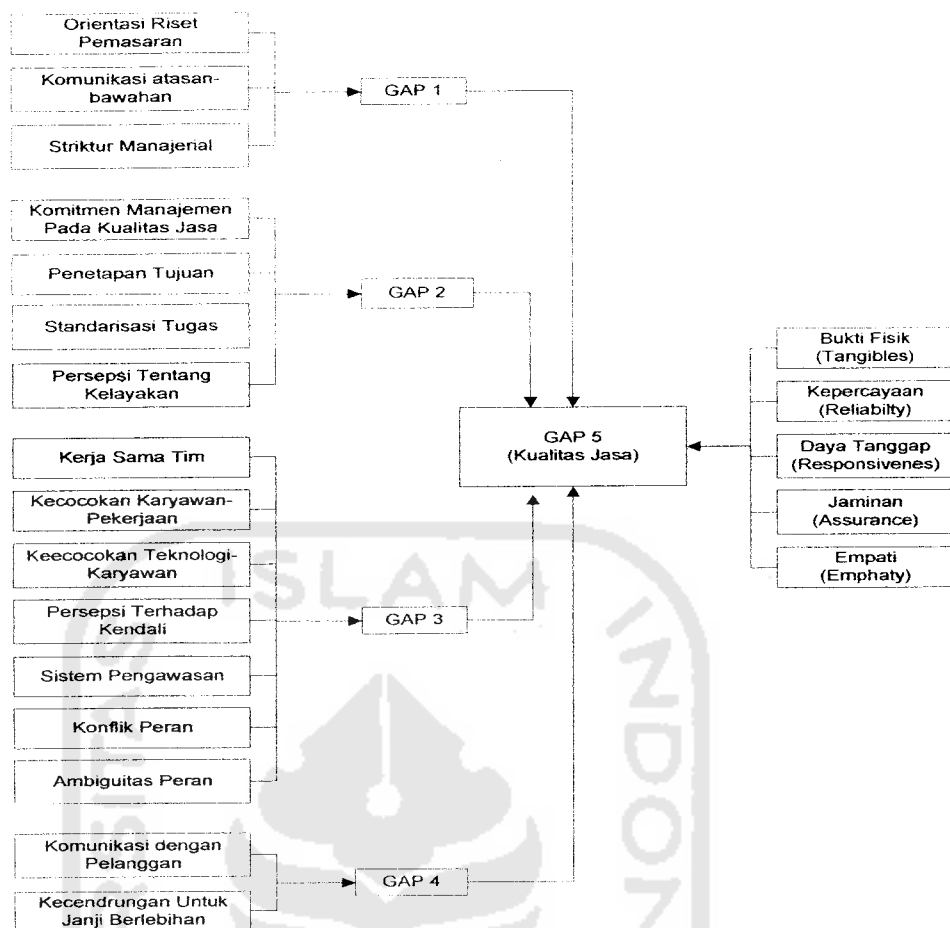 Orientasi Riset
Pemasaran
Komunikasi atasan-
bawahan
Striktur Manajerial
GAP 1
Komitmen Manajemen
Pada Kualitas Jasa
Penetapan Tujuan
Standarisasi Tugas
Persepsi Tentang
Kelayakan
GAP 2
Kerja Sama Tim
Kecocokan Karyawan-
Pekerjaan
Keecocokan Teknologi-
Karyawan
Persepsi Terhadap
Kendali
Sistem Pengawasan
Konflik Peran
Ambiguitas Peran
GAP 3
Komunikasi dengan
Pelanggan
Kecendrungan Untuk
Janji Berlebihan
GAP 4
GAP 5
(Kualitas Jasa)
Bukti Fisik
(Tangibles)
Kepercayaan
(Reliabilty)
Daya Tanggap
(Responsivenes)
Jaminan
(Assurance)
Empati
(Emphaty)
ISLAM
INDON